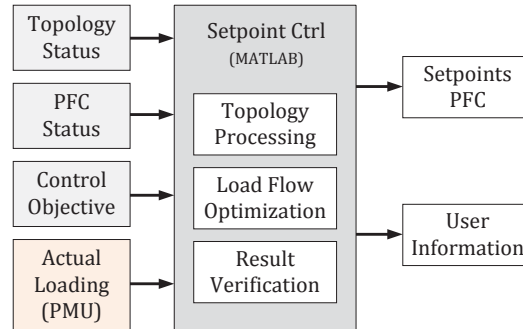 Topology
Status
PFC
Status
Control
Objective
Actual
Loading
(PMU)
Setpoint Ctrl
(MATLAB)
Topology
Processing
Load Flow
Optimization
Result
Verification
Setpoints
PFC
User
Information